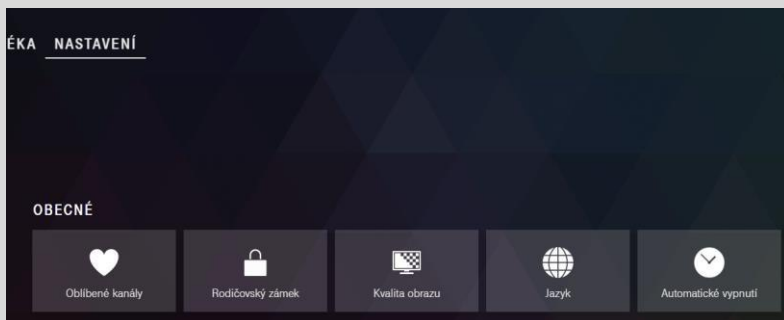 ÉKA NASTAVENÍ
OBECNÉ
Oblíbené kanály Rodičovský zámek Kvalita obrazu Jazyk Automatické vypnutí